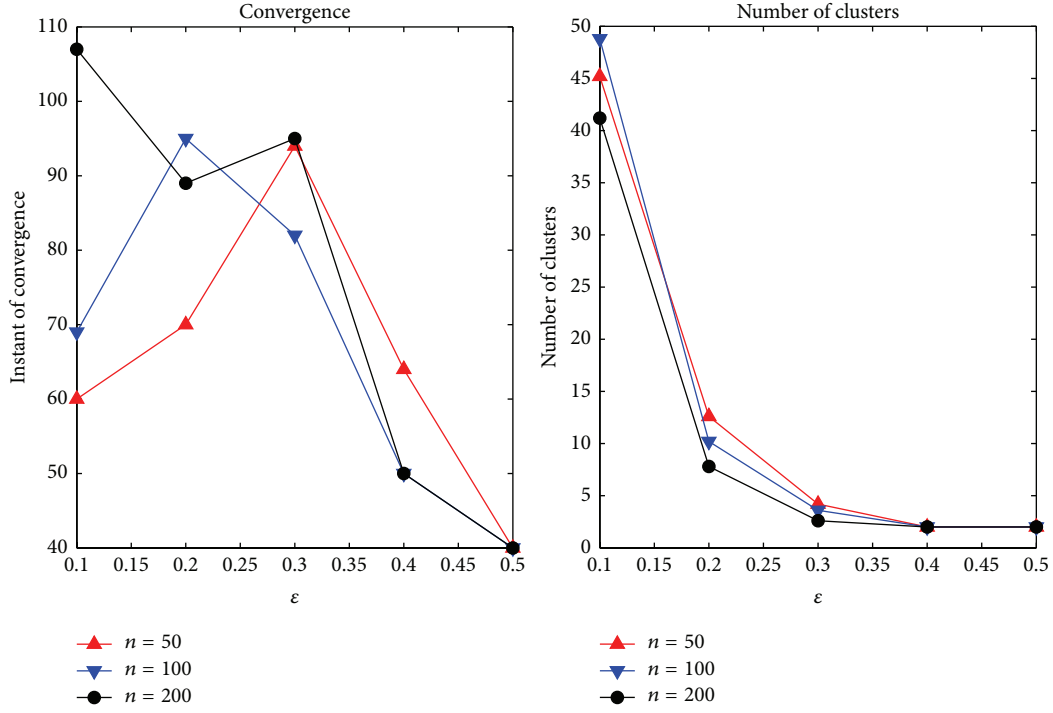 Convergence
110
100
90
80
70
60
50
40
Instant of convergence
0.1 0.15 0.2 0.25 0.3 0.35 0.4 0.45 0.5
ε
n = 50
n = 100
n = 200
Number of clusters
50
45
40
35
30
25
20
15
10
5
0
Number of clusters
0.1 0.15 0.2 0.25 0.3 0.35 0.4 0.45 0.5
ε
n = 50
n = 100
n = 200